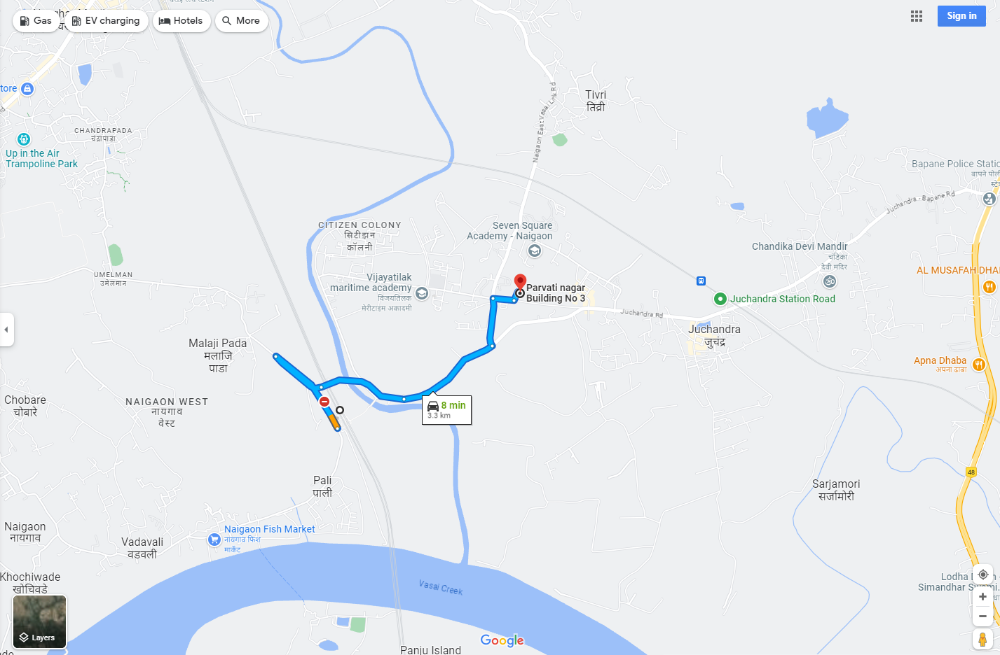 Gas
EV charging
Hotels
More
Sign in
tore
CHANDRAPADA
चंद्रापाडा
Up in the Air
Trampoline Park
Tivri
तिव्री
Naigaon East Vasai Link Rd
Bapane Police Statio
बापने पोली
स्टे
Juchandra - Bapane Rd
CITIZEN COLONY
सिटीझन
कॉलनी
Seven Square
Academy - Naigaon
Chandika Devi Mandir
चंडिका
देवी मंदिर
UMELMAN
उमेलमान
Vijayatilak
maritime academy
विजयतिलक
मेरीटाइम अकादमी
Parvati nagar
Building No 3
AL MUSAFAH DHA
Juchandra Station Road
Juchandra Rd
Juchandra
जुचंद्र
Malaji Pada
मलाजि
पाडा
Apna Dhaba
अपना ढाबा
Chobare
चोबारे
NAIGAON WEST
नायगाव
वेस्ट
8 min
3.3 km
48
Pali
पाली
Sarjamori
सर्जामोरी
Naigaon
नायगाव
Vadavali
वडवली
Naigaon Fish Market
नायगाव फिश
मार्केट
Khochiwade
खोचिवडे
Vasai Creek
Lodha
Simandhar
Layers
Google
Panju Island